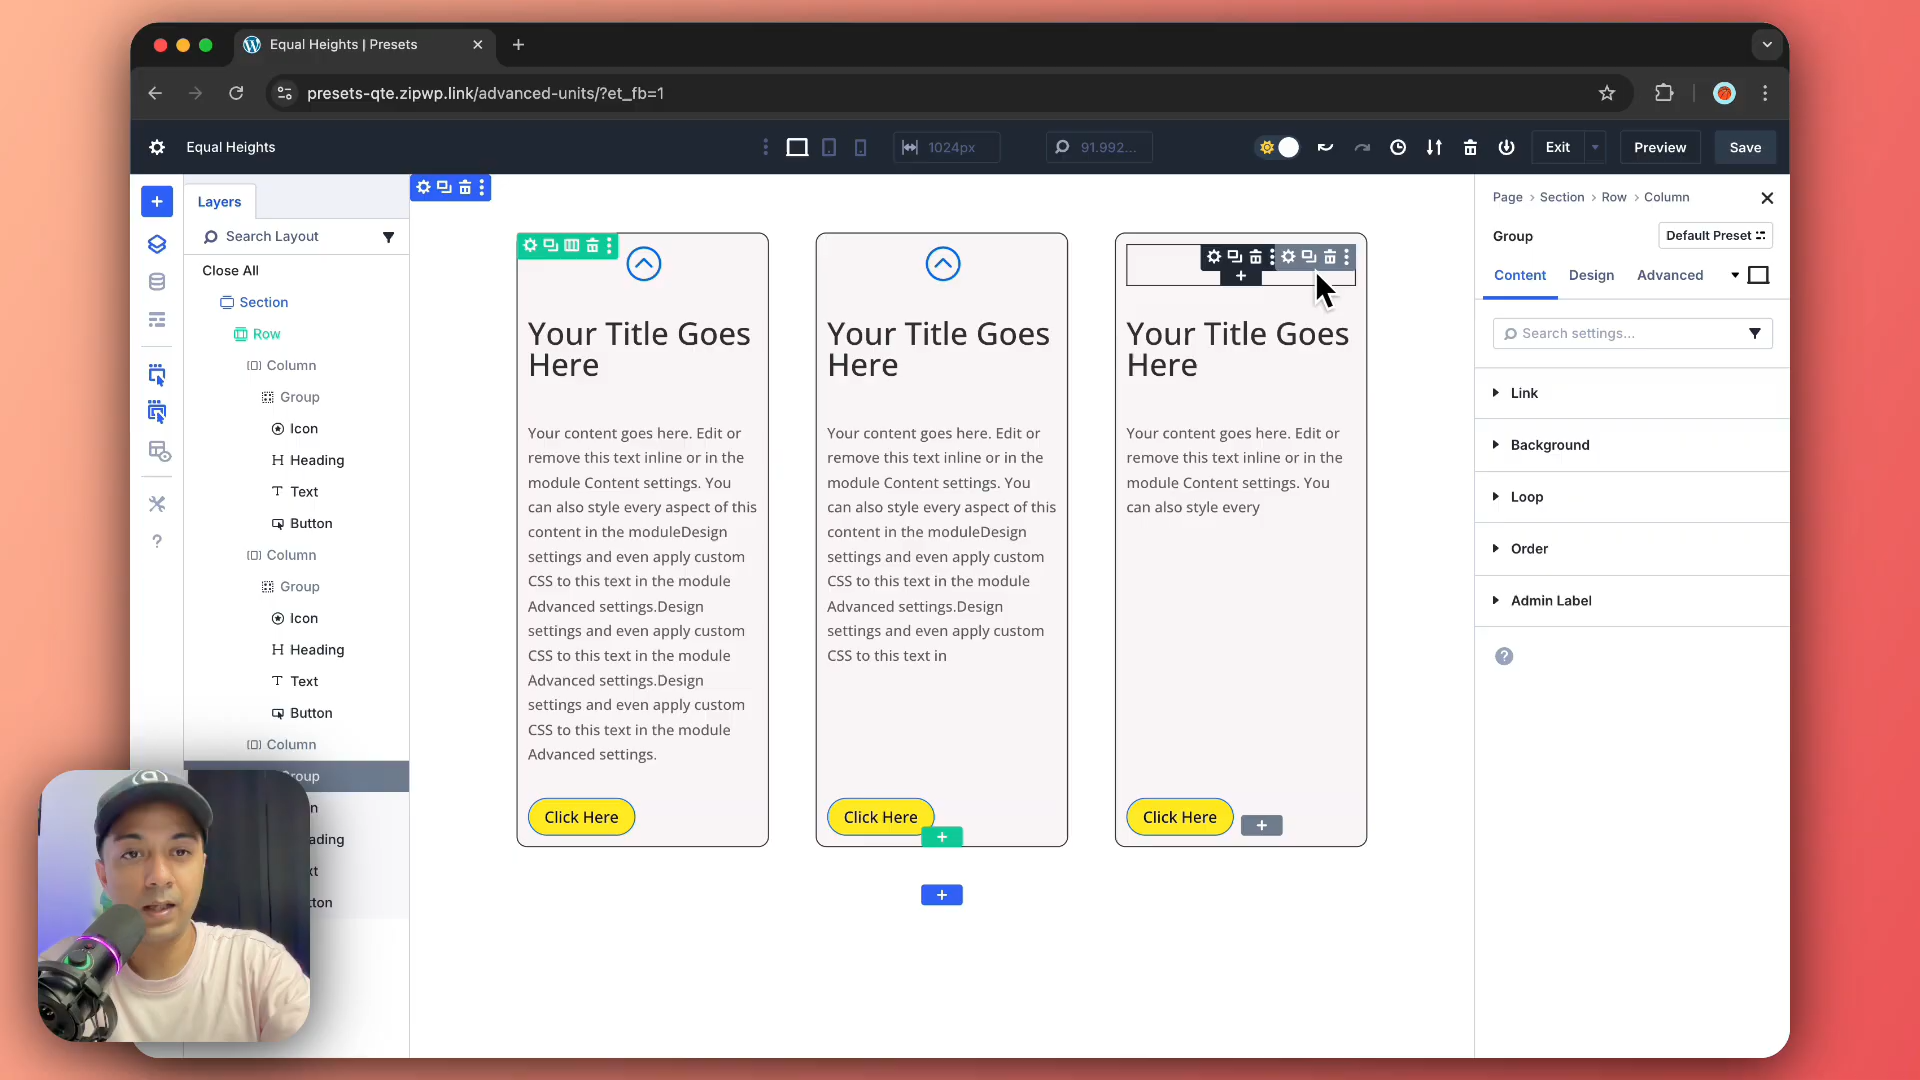 Equal Heights | Presets
presets-qte.zipwp.link/advanced-units/?et_fb=1
Equal Heights
1024px
91.992...
Exit
Preview
Save
Layers
Search Layout
Close All
Section
Row
Column
Group
Icon
Heading
Text
Button
Column
Group
Icon
Heading
Text
Button
Column
Group
n
ading
xt
tton
Your Title Goes
Here
Your content goes here. Edit or
remove this text inline or in the
module Content settings. You
can also style every aspect of this
content in the moduleDesign
settings and even apply custom
CSS to this text in the module
Advanced settings.Design
settings and even apply custom
CSS to this text in the module
Advanced settings.Design
settings and even apply custom
CSS to this text in the module
Advanced settings.
Click Here
Your Title Goes
Here
Your content goes here. Edit or
remove this text inline or in the
module Content settings. You
can also style every aspect of this
content in the moduleDesign
settings and even apply custom
CSS to this text in the module
Advanced settings.Design
settings and even apply custom
CSS to this text in
Click Here
Your Title Goes
Here
Your content goes here. Edit or
remove this text inline or in the
module Content settings. You
can also style every
Click Here
Page > Section > Row > Column
Group
Default Preset
Content Design Advanced
Search settings...
Link
Background
Loop
Order
Admin Label